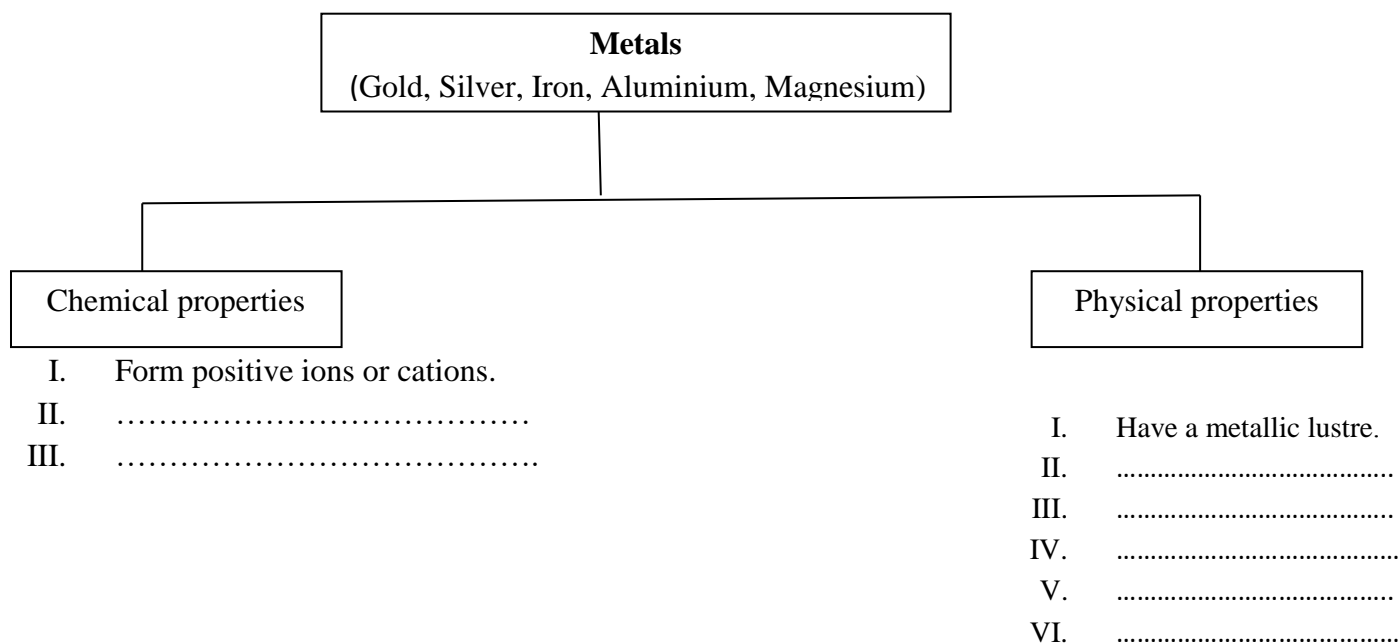 Metals
(Gold, Silver, Iron, Aluminium, Magnesium)
Chemical properties
I. Form positive ions or cations.
II. …………………………………
III. ………………………………….
Physical properties
I. Have a metallic lustre.
II. .........................................
III. .........................................
IV. ..........................................
V. .........................................
VI. ..........................................